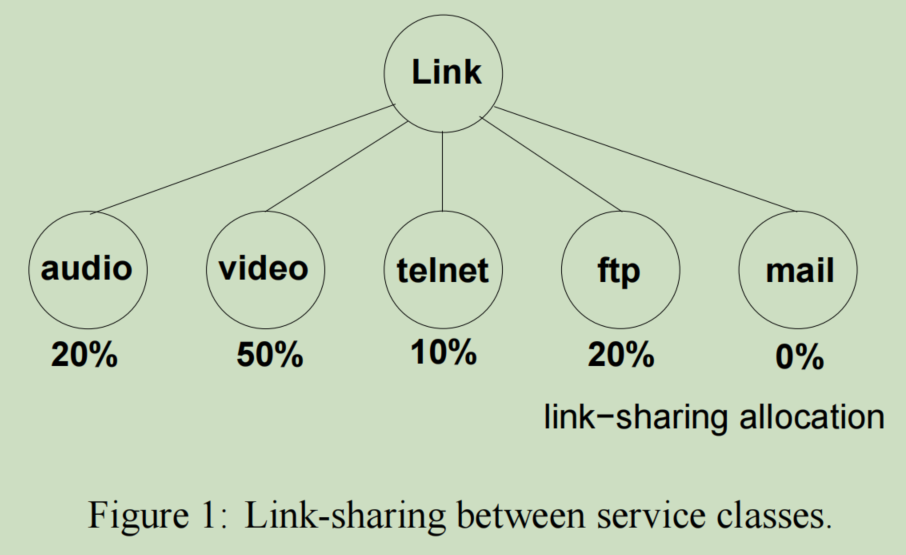 Link
audio video telnet ftp mail
20% 50% 10% 20% 0%
link−sharing allocation
Figure 1: Link-sharing between service classes.